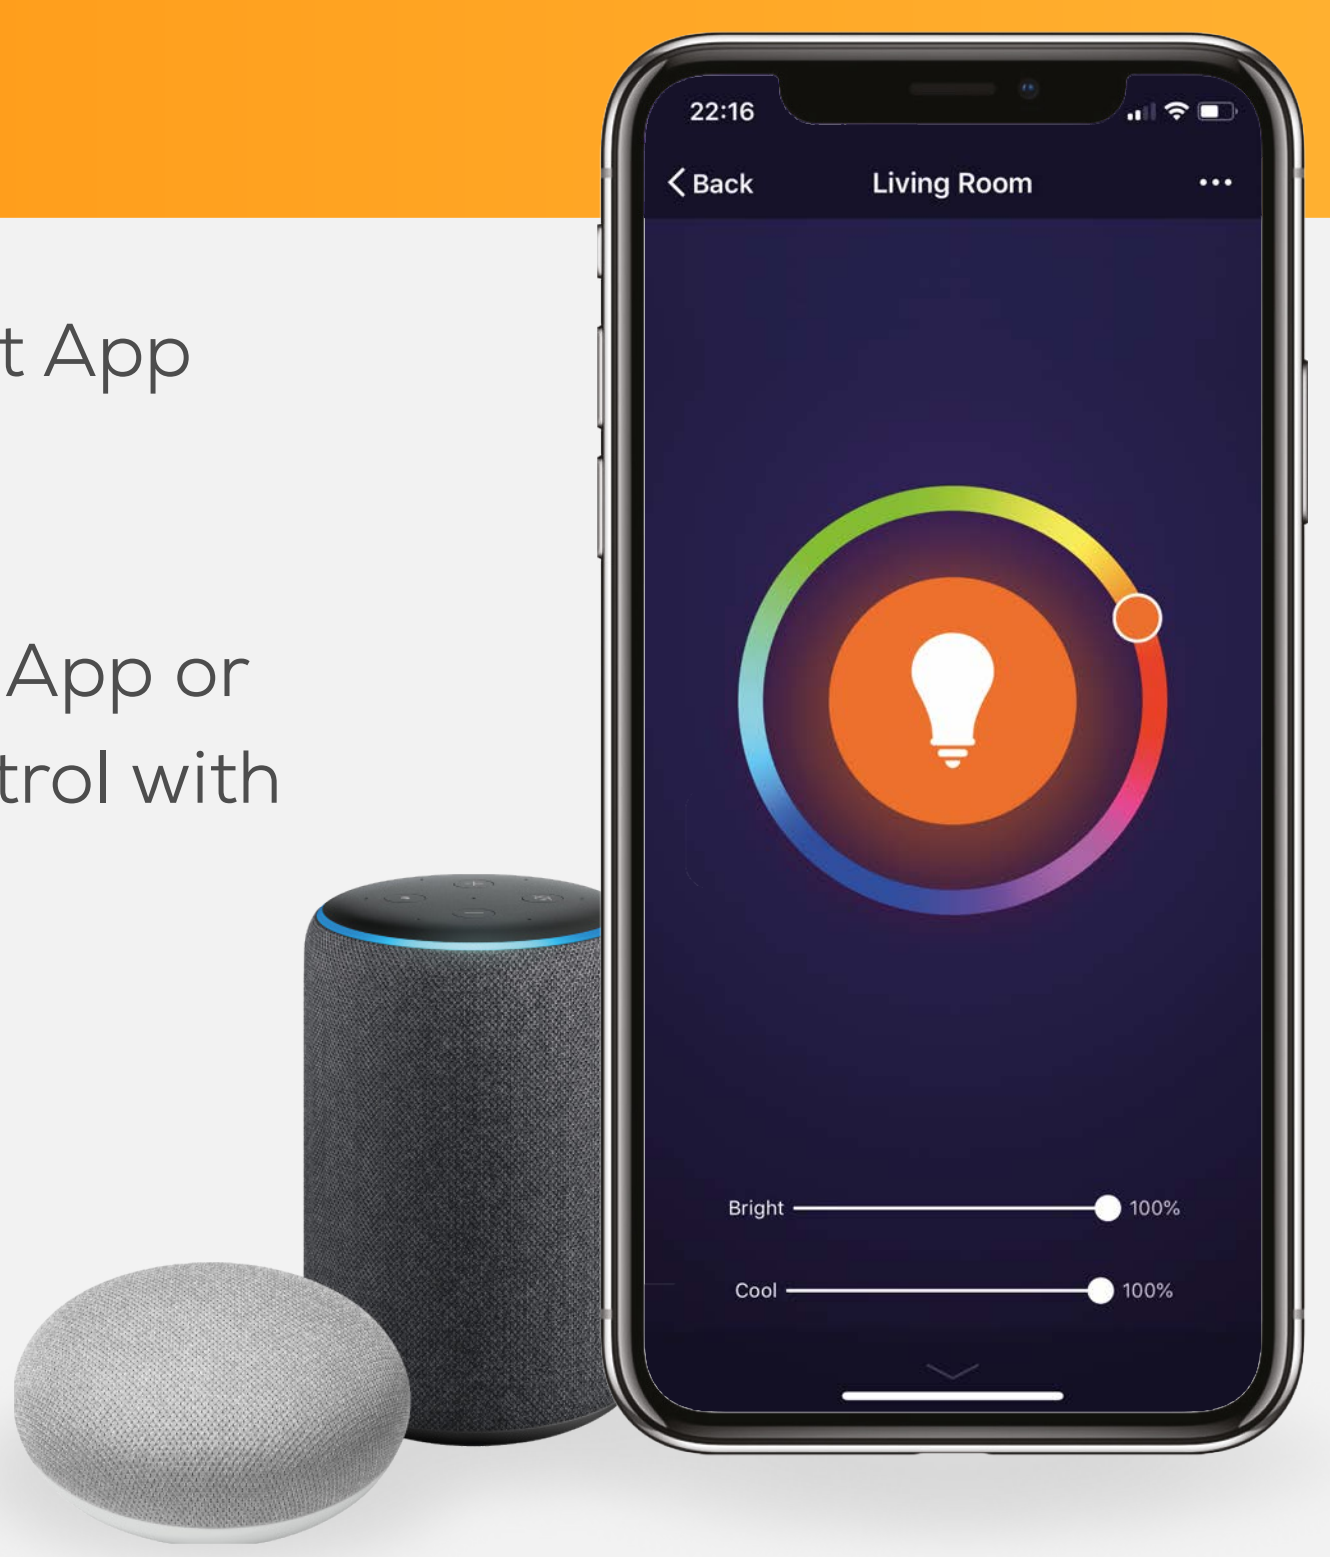 t App
App or
trol with
22:16
Back
Living Room
Bright 100%
Cool 100%